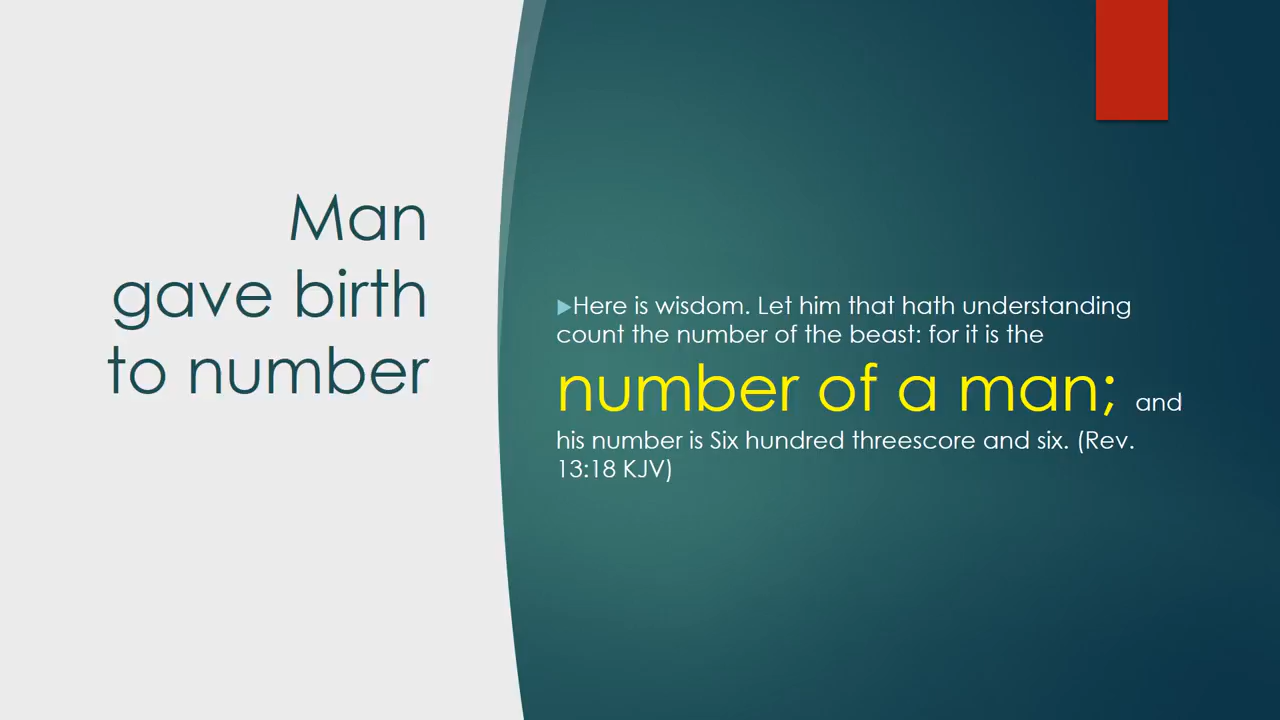 Man
gave birth
to number
Here is wisdom. Let him that hath understanding
count the number of the beast: for it is the
number of a man; and
his number is Six hundred threescore and six. (Rev.
13:18 KJV)